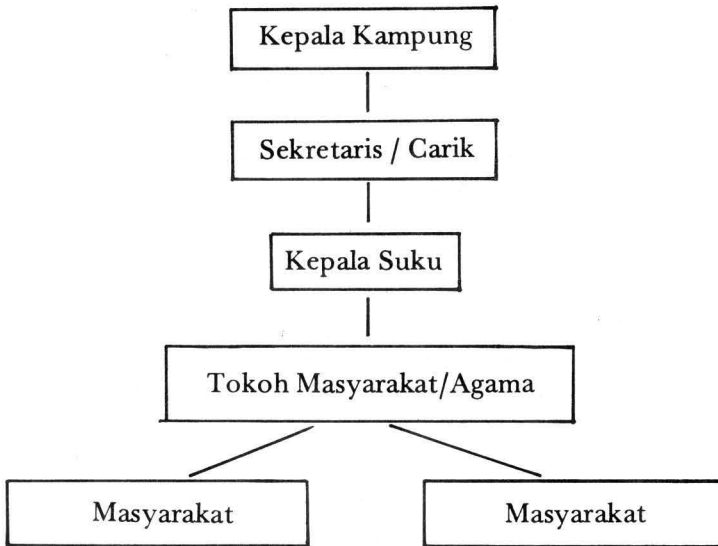 Kepala Kampung
Sekretaris / Carik
Kepala Suku
Tokoh Masyarakat/Agama
Masyarakat
Masyarakat